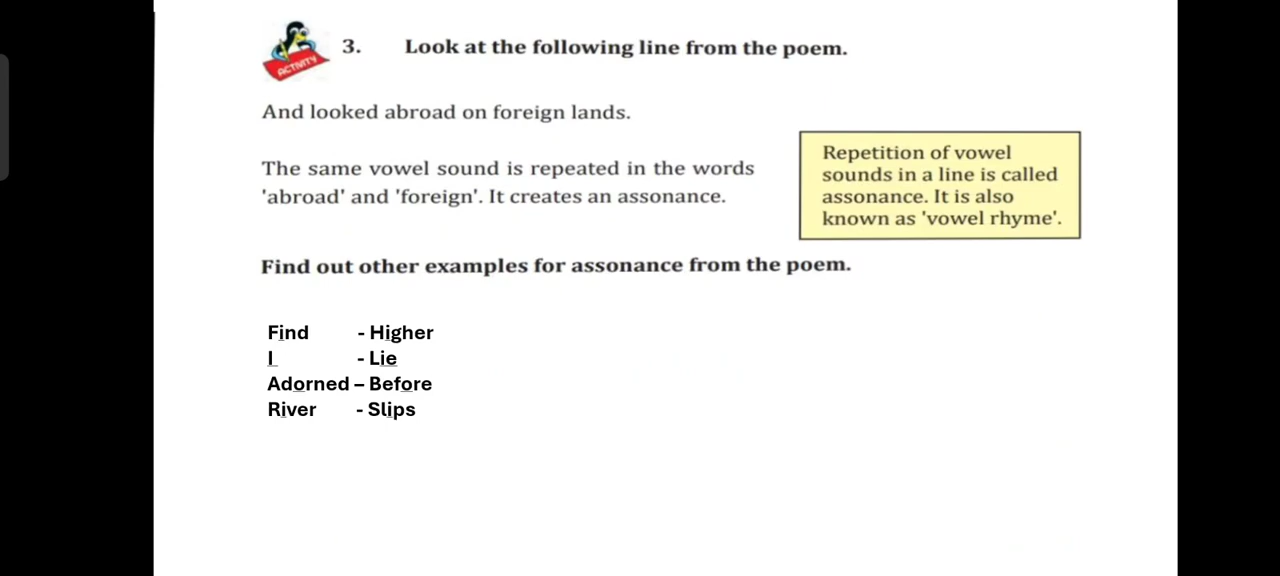 ACTIVITY
3. Look at the following line from the poem.
And looked abroad on foreign lands.
The same vowel sound is repeated in the words
'abroad' and 'foreign'. It creates an assonance.
Repetition of vowel
sounds in a line is called
assonance. It is also
known as 'vowel rhyme'.
Find out other examples for assonance from the poem.
Find - Higher
I - Lie
Adorned – Before
River - Slips